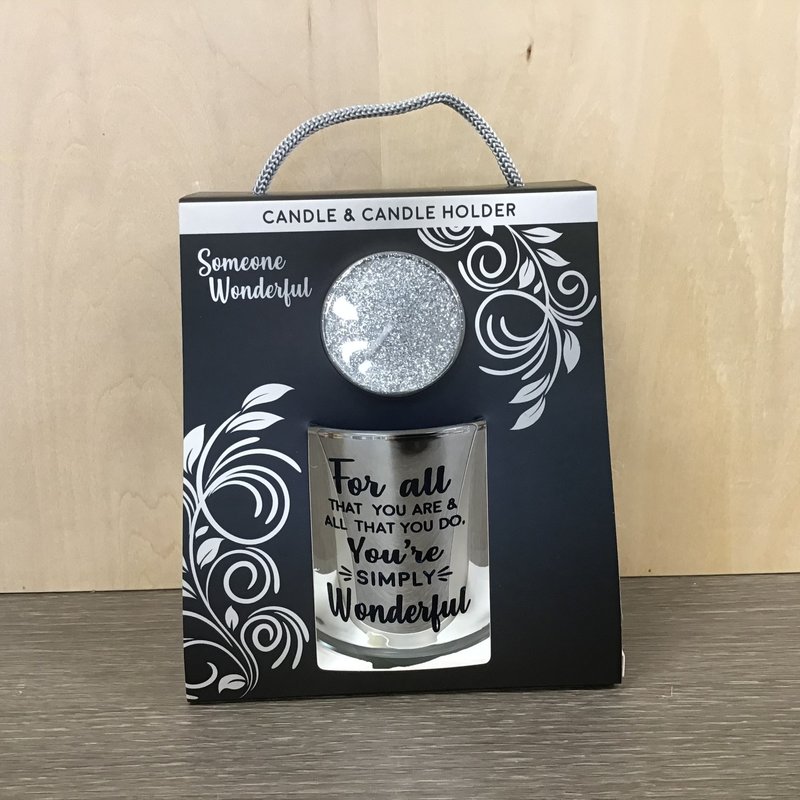 CANDLE & CANDLE HOLDER
Someone
Wonderful
For all
THAT YOU ARE &
ALL THAT YOU DO.
You're
SIMPLY
Wonderful